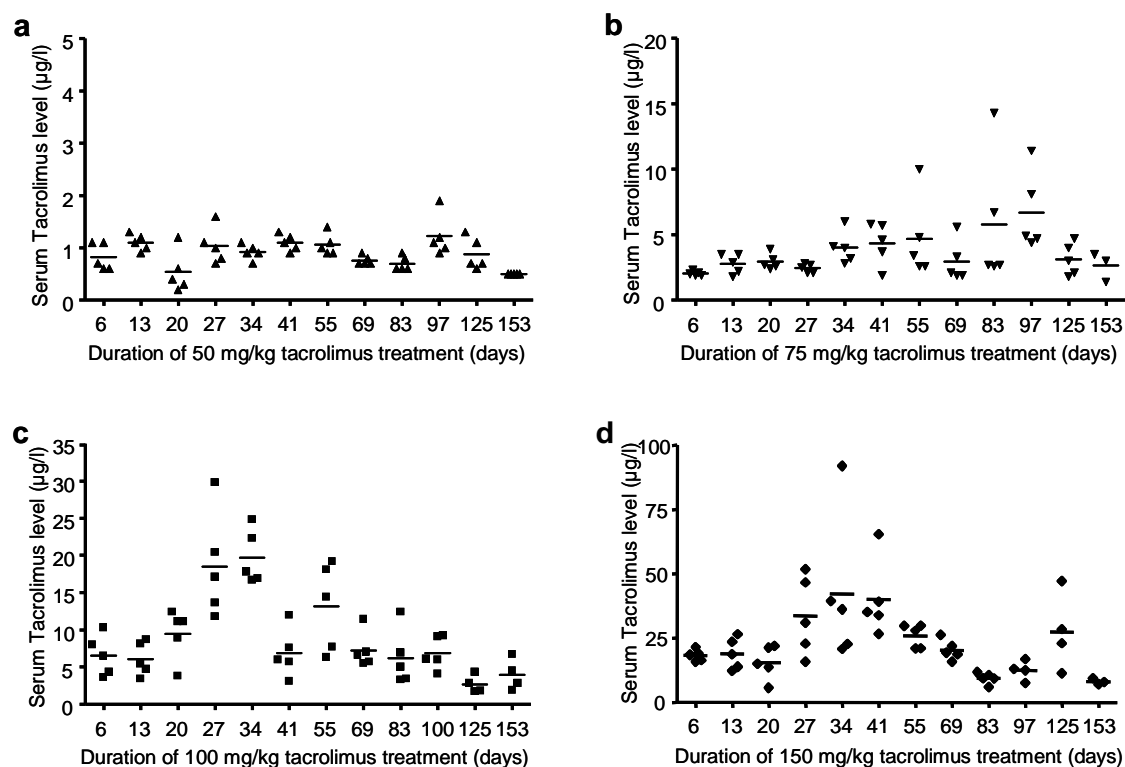 a
Serum Tacrolimus level (µg/l)
5
4
3
2
1
0
6 13 20 27 34 41 55 69 83 97 125 153
Duration of 50 mg/kg tacrolimus treatment (days)
b
Serum Tacrolimus level (µg/l)
20
15
10
5
0
6 13 20 27 34 41 55 69 83 97 125 153
Duration of 75 mg/kg tacrolimus treatment (days)
c
Serum Tacrolimus level (µg/l)
35
30
25
20
15
10
5
0
6 13 20 27 34 41 55 69 83 100 125 153
Duration of 100 mg/kg tacrolimus treatment (days)
d
Serum Tacrolimus level (µg/l)
100
75
50
25
0
6 13 20 27 34 41 55 69 83 97 125 153
Duration of 150 mg/kg tacrolimus treatment (days)